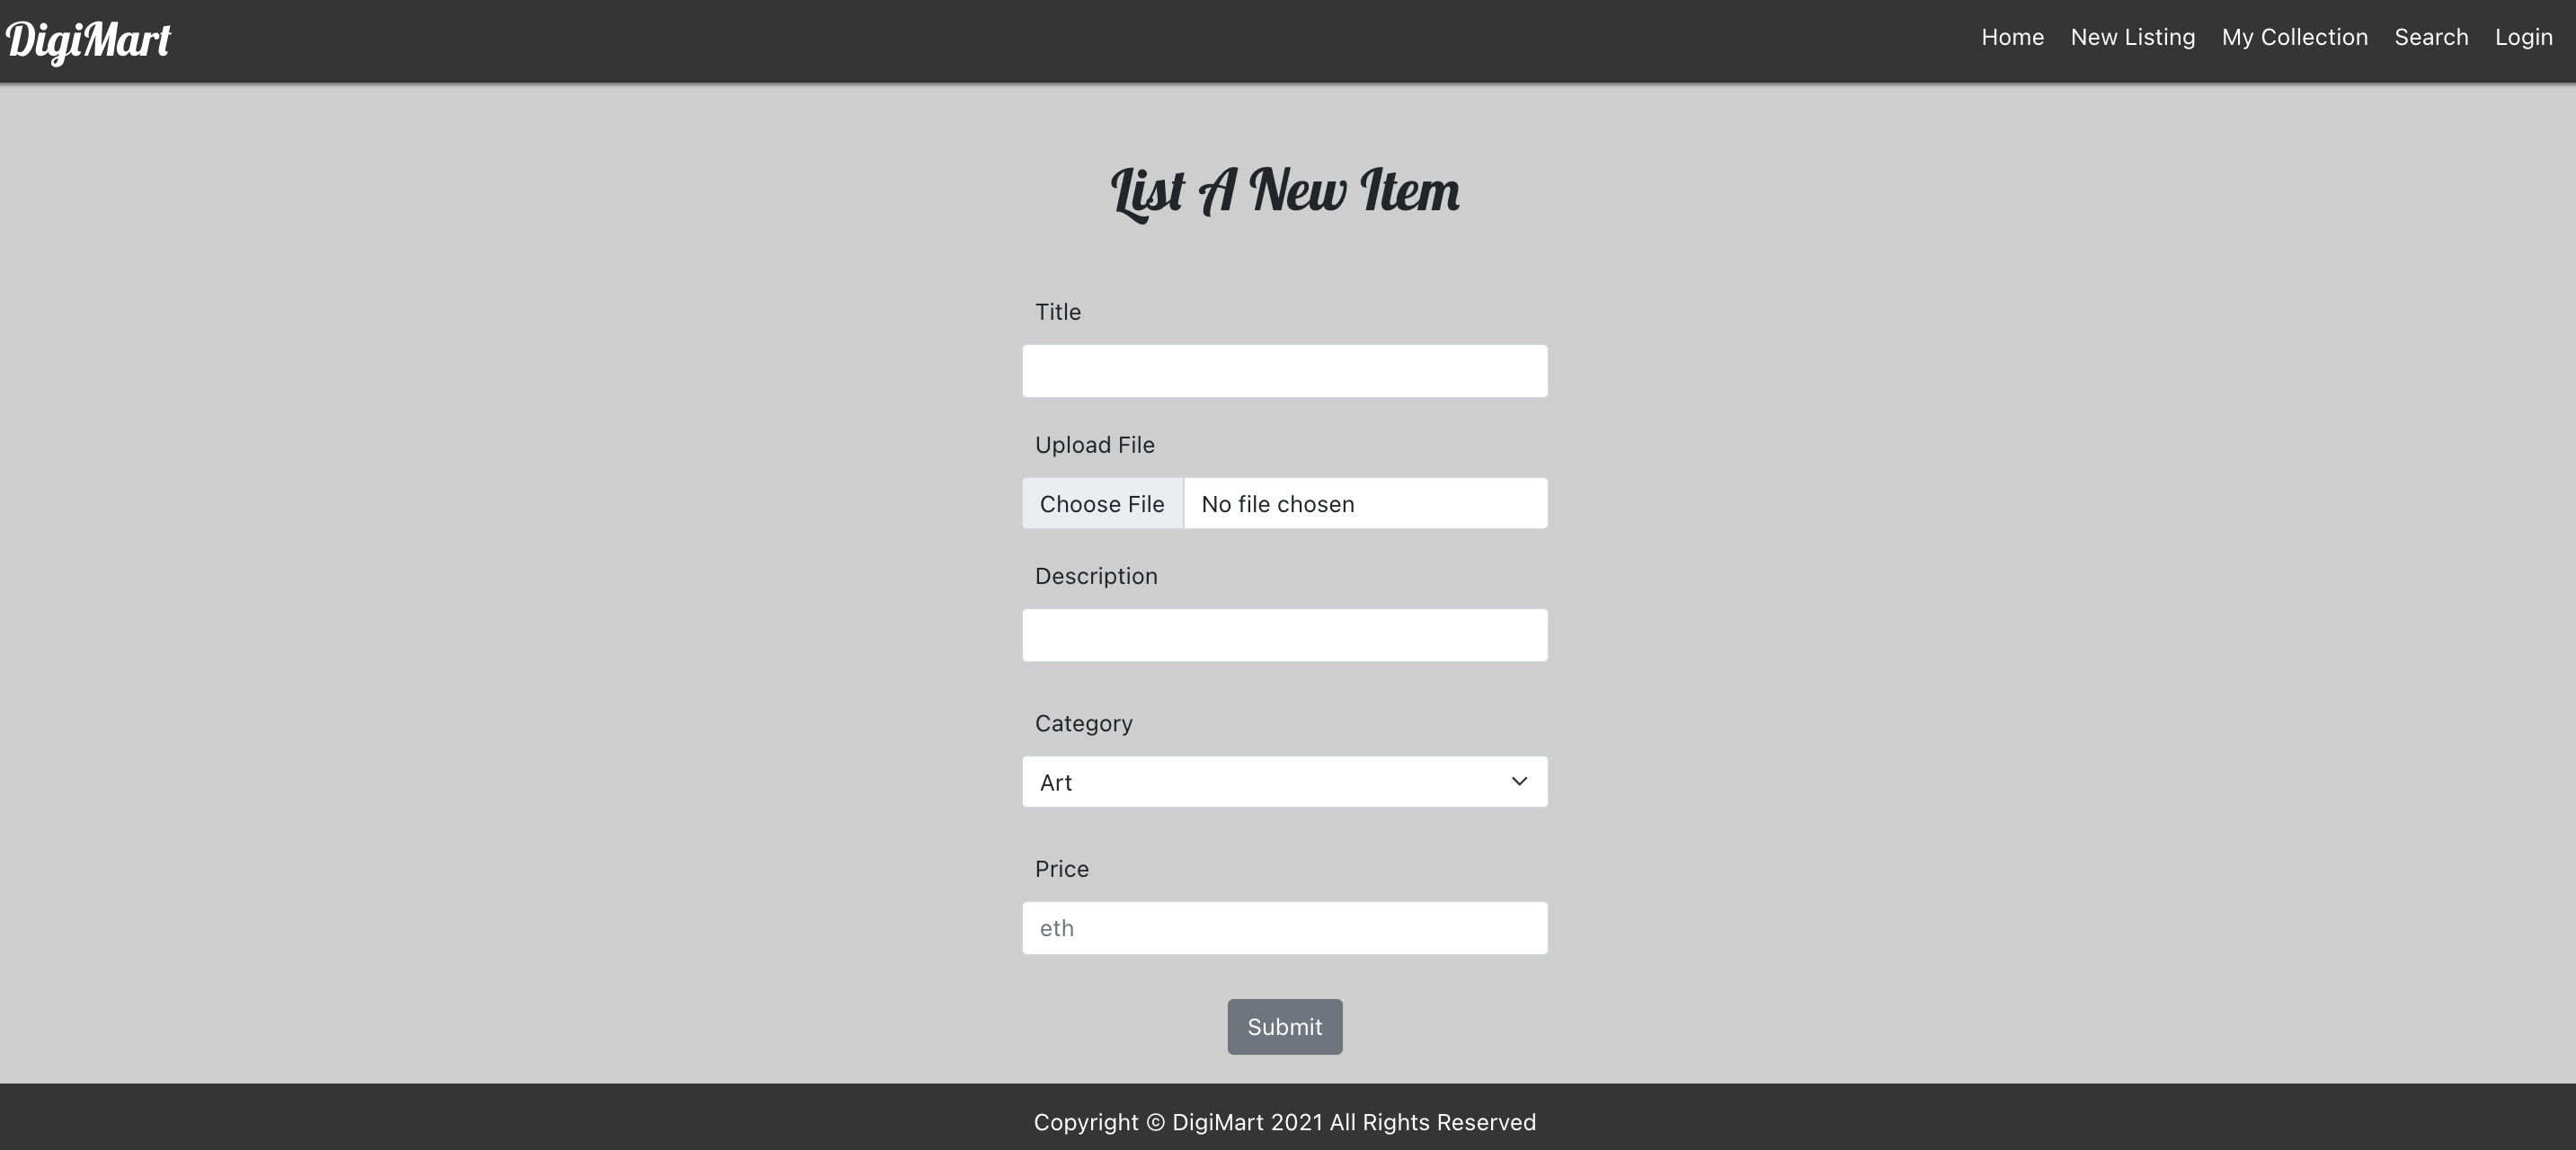 DigiMart
Home New Listing My Collection Search Login
List A New Item
Title
Upload File
Choose File No file chosen
Description
Category
Art
Price
eth
Submit
Copyright © DigiMart 2021 All Rights Reserved